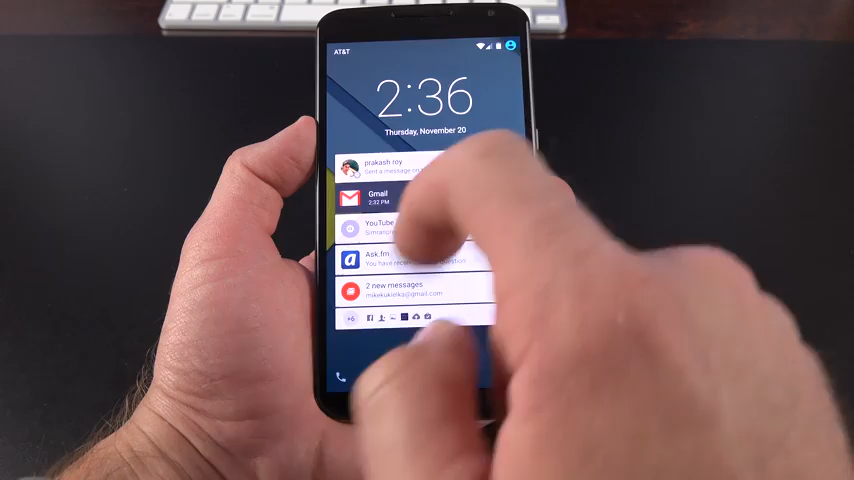 AT&T
2:36
Thursday, November 20
prakash roy
Sent a message on
Gmail
2:32 PM
YouTube
Ask.fm
You have question
2 new messages
mikekukielka@gmail.com
+6